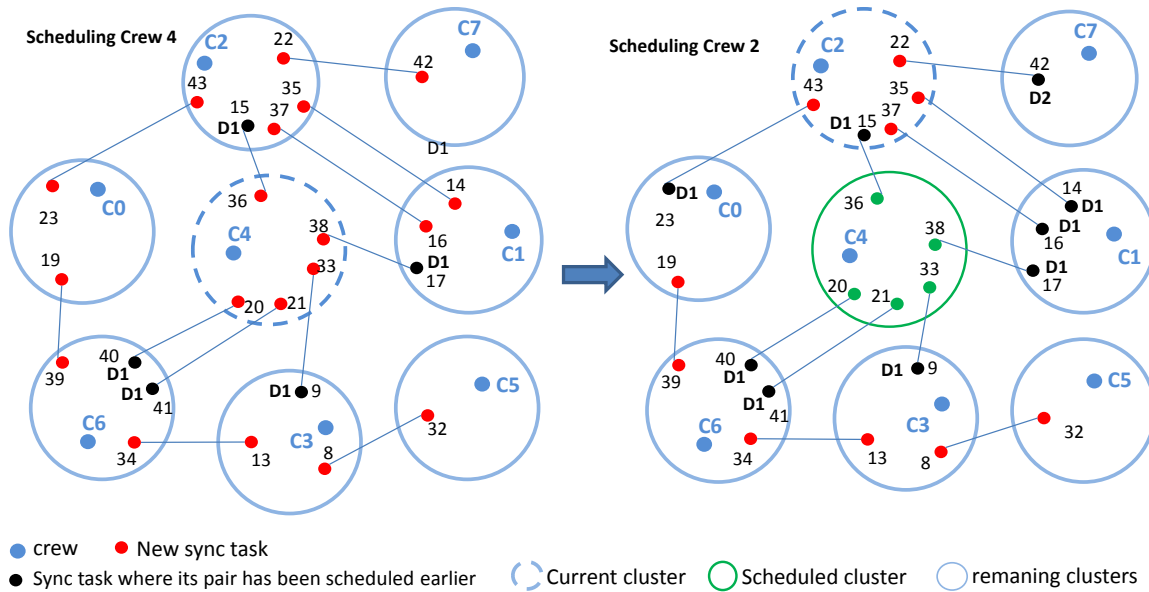 Scheduling Crew 4
C2
22
43
15
D1
37
35
C7
42
D1
C0
23
19
36
C4
38
33
20
21
14
16
D1
17
C1
39
40
D1
D1
41
C6
34
D1
9
C3
13
8
C5
32
Scheduling Crew 2
C2
22
43
D1
15
37
35
C7
42
D2
D1
C0
23
19
36
C4
38
33
20
21
14
D1
D1
16
D1
17
C1
39
40
D1
D1
41
C6
34
D1
9
C3
13
8
C5
32
crew
New sync task
Sync task where its pair has been scheduled earlier
Current cluster
Scheduled cluster
remaning clusters